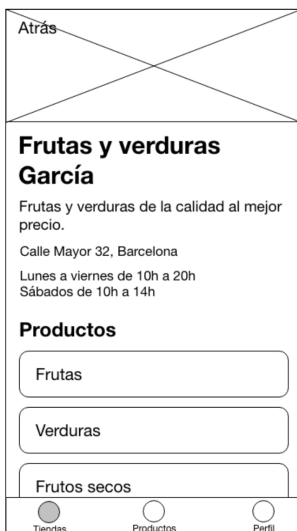 Atrás
Frutas y verduras
García
Frutas y verduras de la calidad al mejor
precio.
Calle Mayor 32, Barcelona
Lunes a viernes de 10h a 20h
Sábados de 10h a 14h
Productos
Frutas
Verduras
Frutos secos
Tiendas
Productos
Perfil